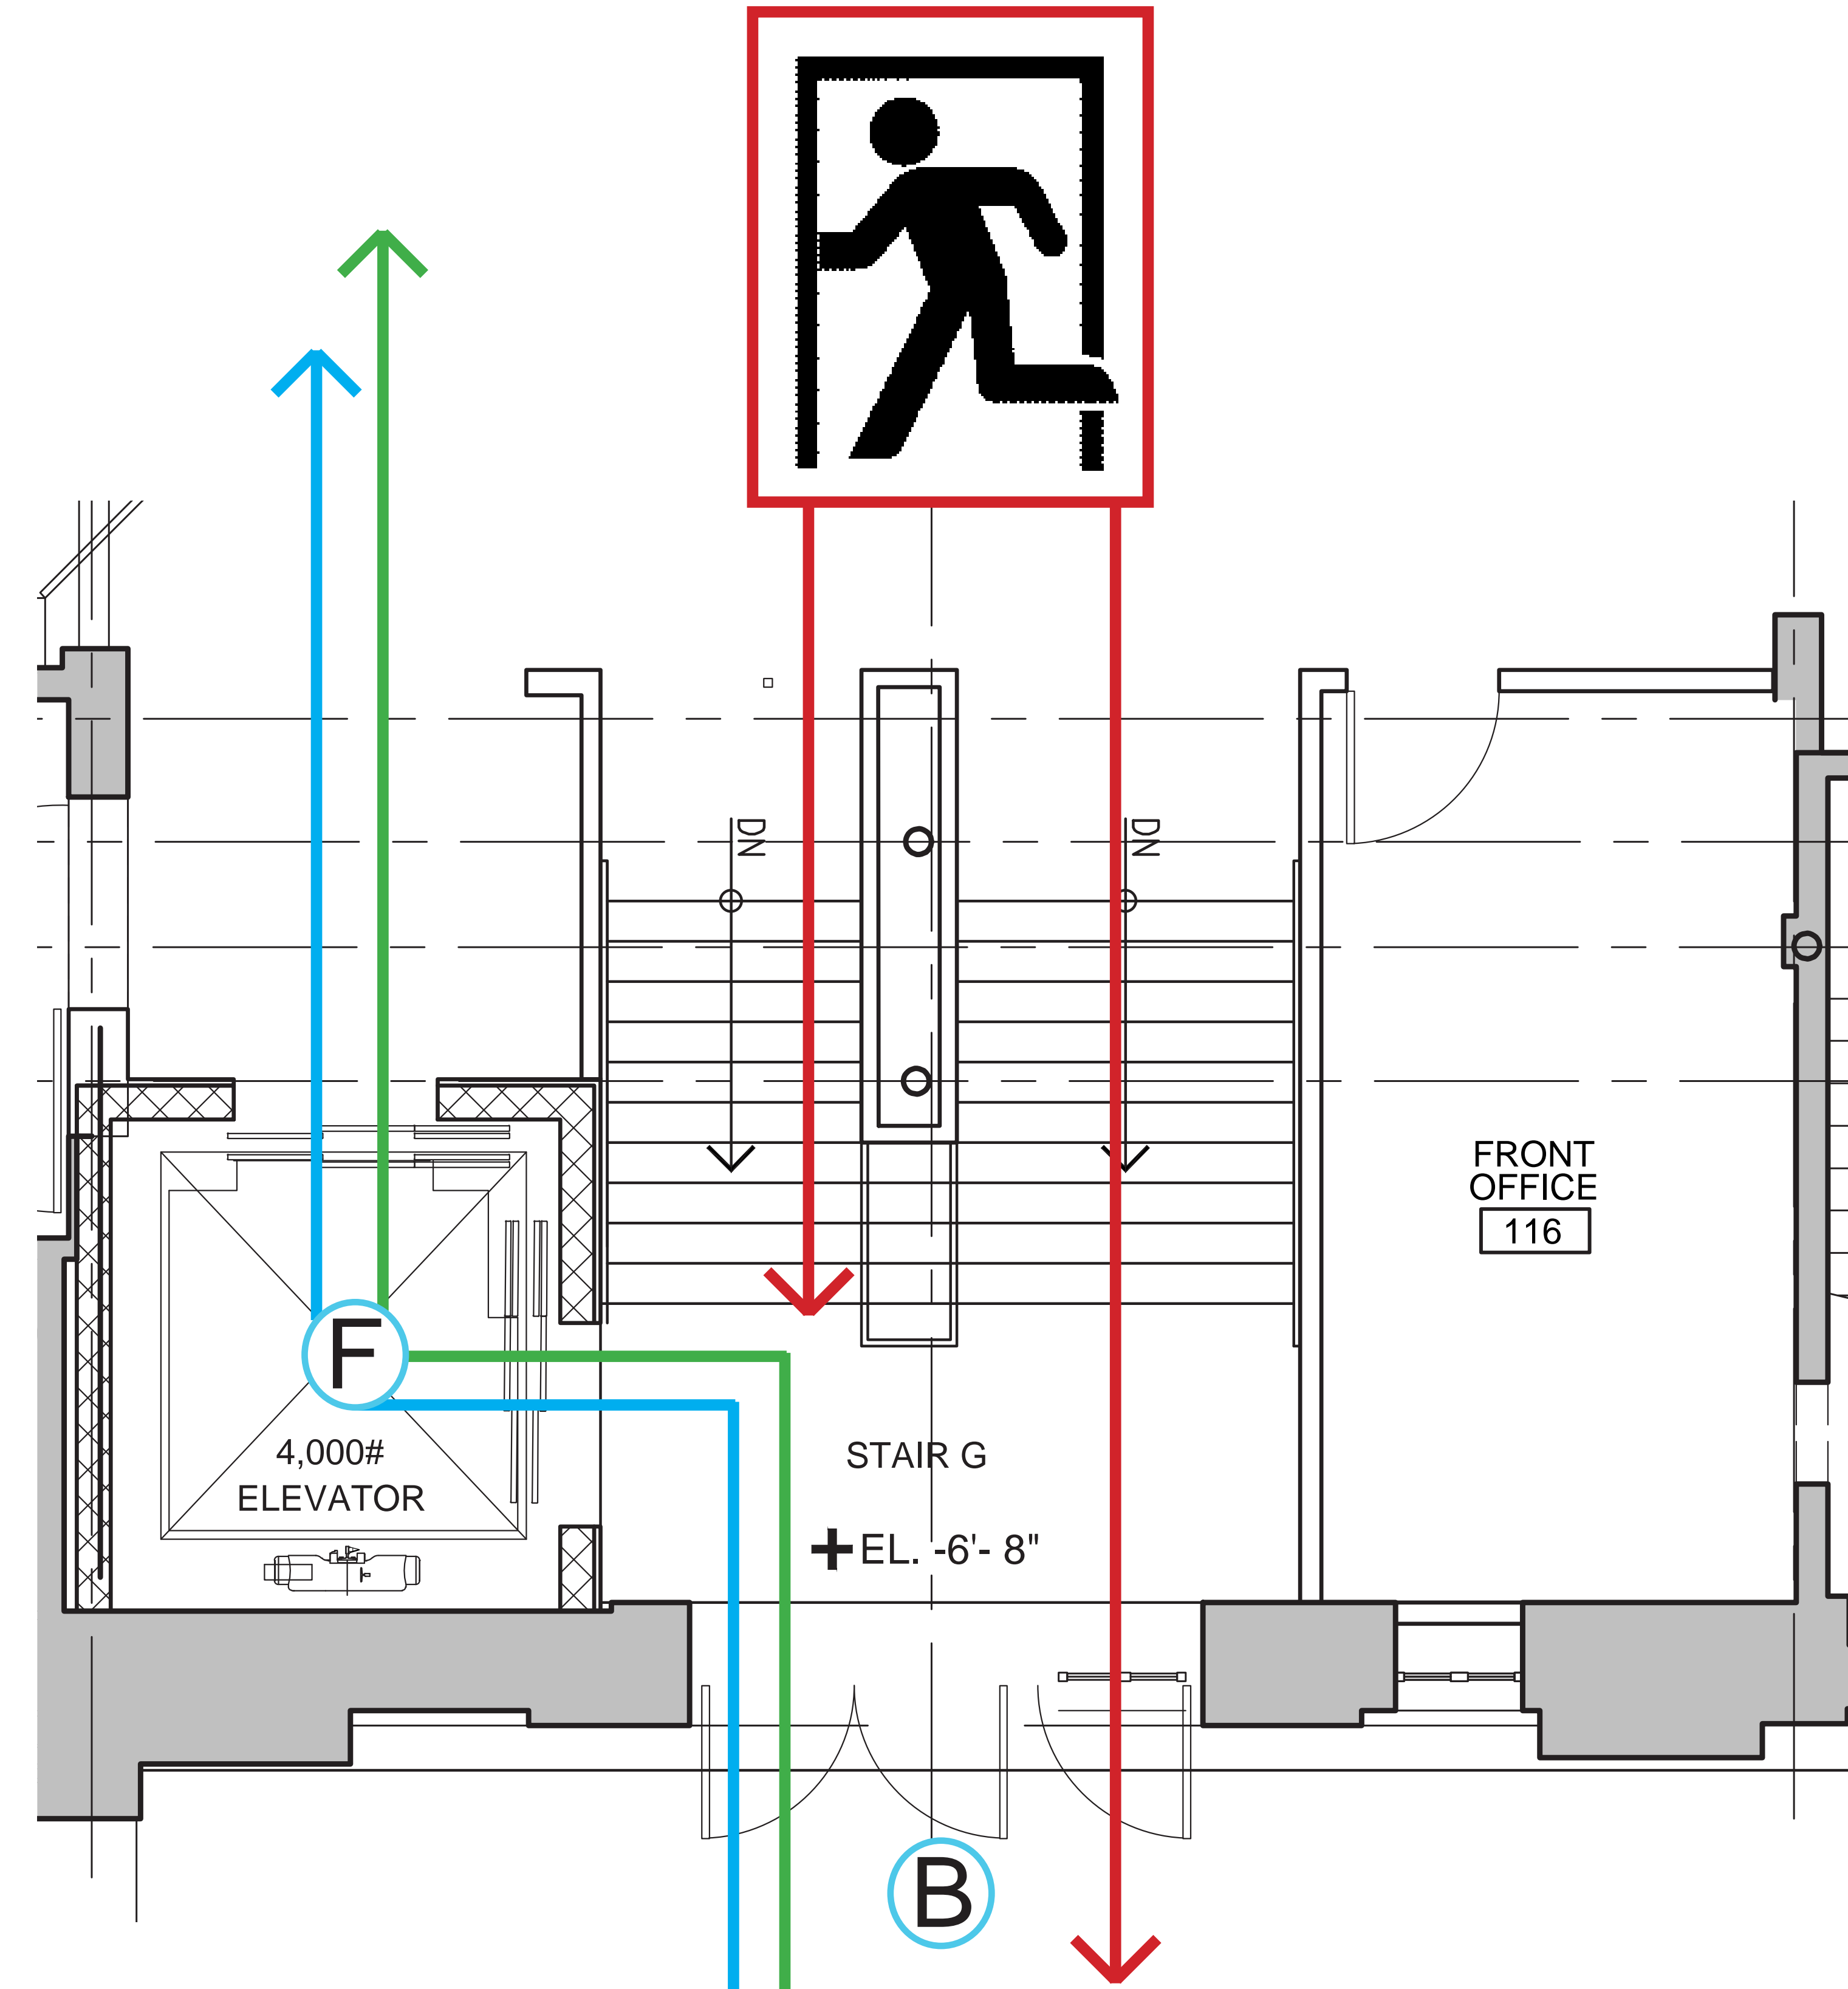 DN
DN
FRONT
OFFICE
116
F
4,000#
ELEVATOR
STAIR G
EL. -6'- 8"
B